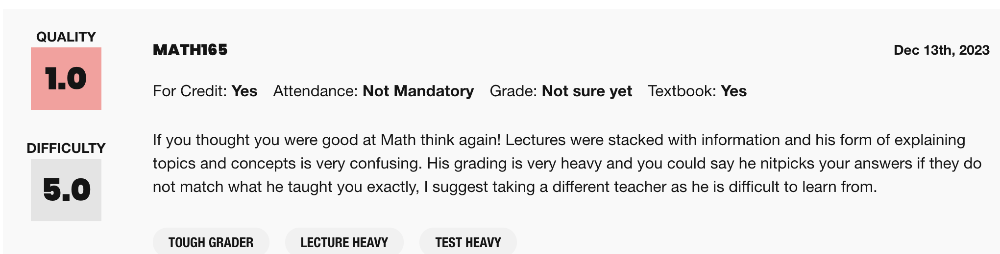 QUALITY
1.0
DIFFICULTY
5.0
MATH165
Dec 13th, 2023
For Credit: Yes Attendance: Not Mandatory Grade: Not sure yet Textbook: Yes
If you thought you were good at Math think again! Lectures were stacked with information and his form of explaining
topics and concepts is very confusing. His grading is very heavy and you could say he nitpicks your answers if they do
not match what he taught you exactly, I suggest taking a different teacher as he is difficult to learn from.
TOUGH GRADER LECTURE HEAVY TEST HEAVY